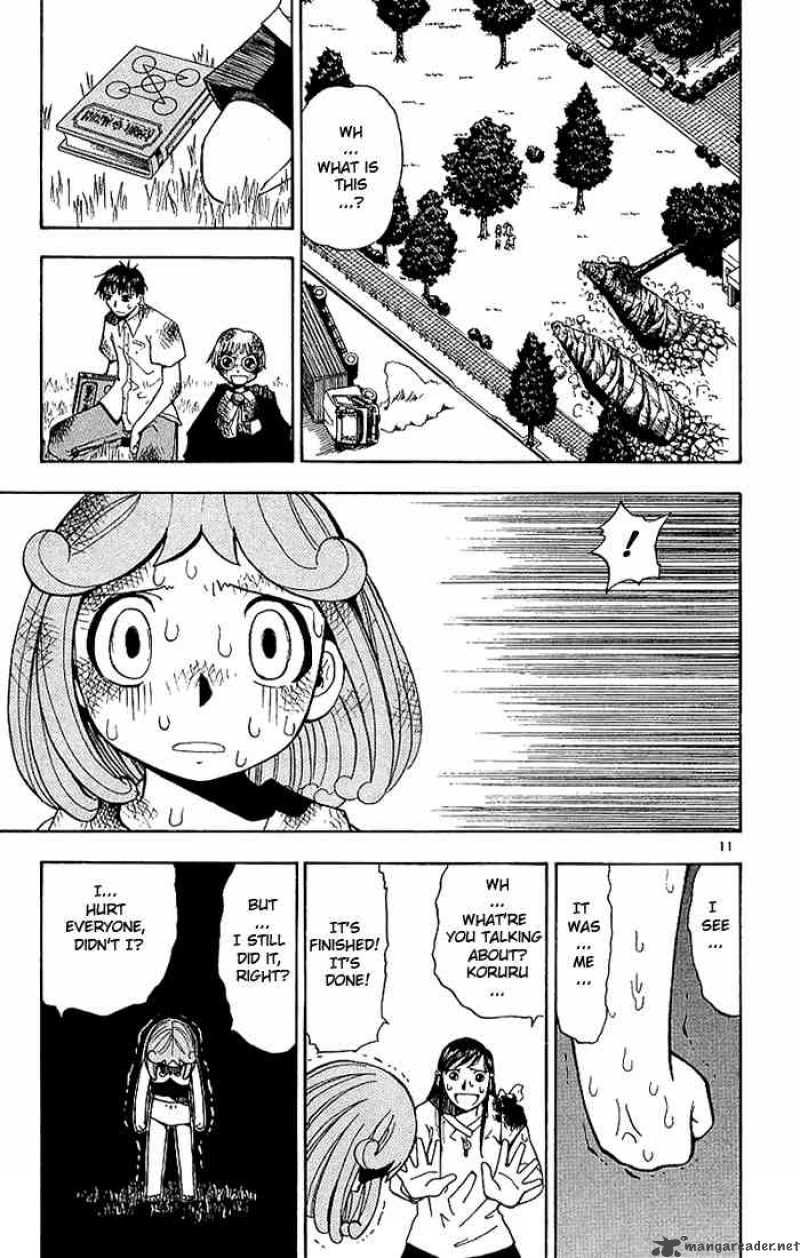 WH
...
WHAT IS
THIS
...?
!
11
I
SEE
...
IT
WAS
...
ME
...
WH
...
WHAT'RE
YOU TALKING
ABOUT?
KORURU
...
IT'S
FINISHED!
IT'S
DONE!
BUT
...
I STILL
DID IT,
RIGHT?
I...
HURT
EVERYONE,
DIDN'T I?
mangareader.net